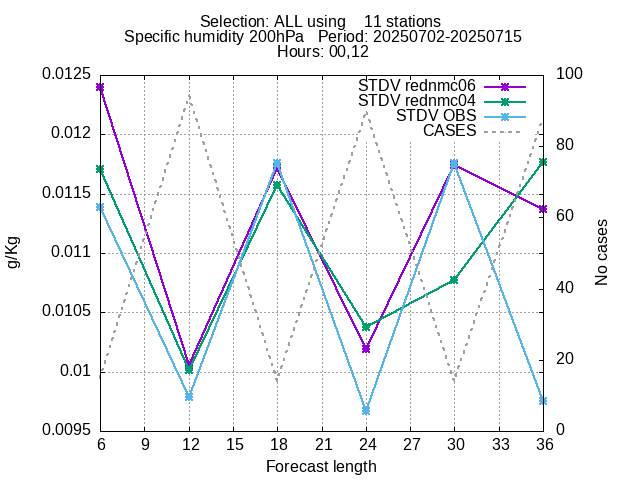 Selection: ALL using    11 stations
Specific humidity 200hPa   Period: 20250702-20250715
Hours: 00,12
0.0125
0.012
0.0115
0.011
0.0105
0.01
0.0095
g/Kg
STDV rednmc06
STDV rednmc04
STDV OBS
CASES
100
80
60
40
20
0
No cases
6 9 12 15 18 21 24 27 30 33 36
Forecast length